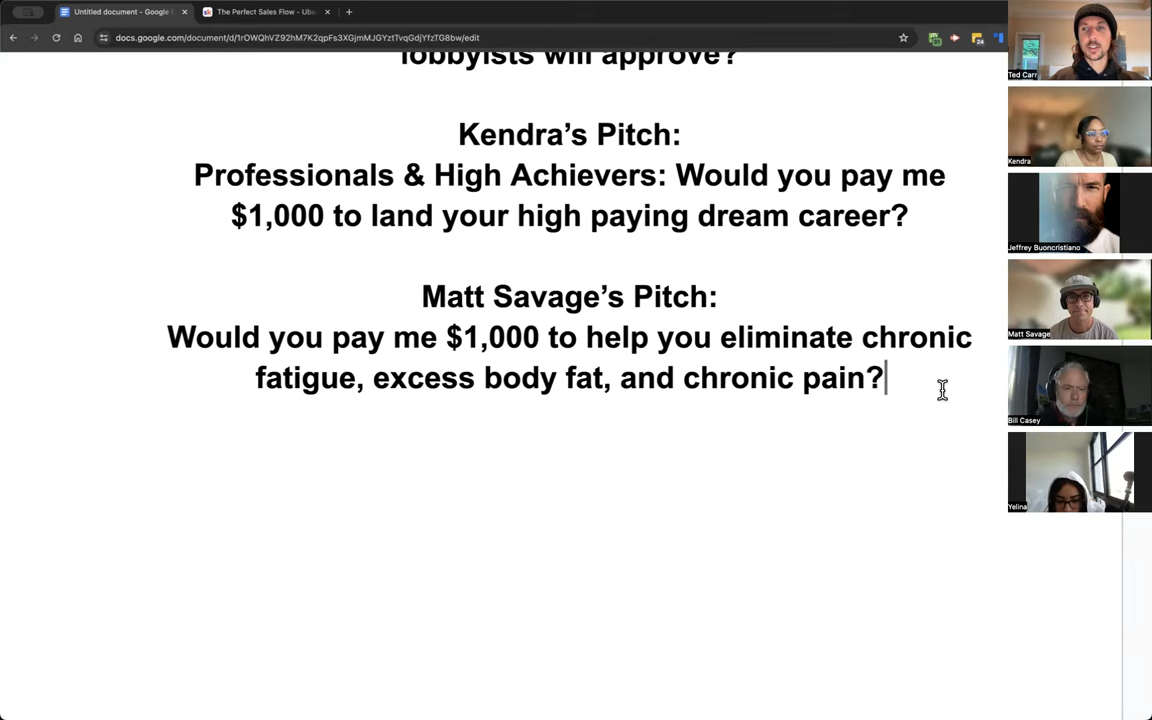 Untitled document - Google
The Perfect Sales Flow - Ube
docs.google.com/document/d/1rOWQhVZ92hM7K2qpFs3XGjmMJGYztTvqGdjYfzTG8bw/edit
24
lobbyists will approve?
Kendra’s Pitch:
Professionals & High Achievers: Would you pay me
$1,000 to land your high paying dream career?
Matt Savage’s Pitch:
Would you pay me $1,000 to help you eliminate chronic
fatigue, excess body fat, and chronic pain?
Ted Carr
Kendra
Jeffrey Buoncristiano
Matt Savage
Bill Casey
Yelina